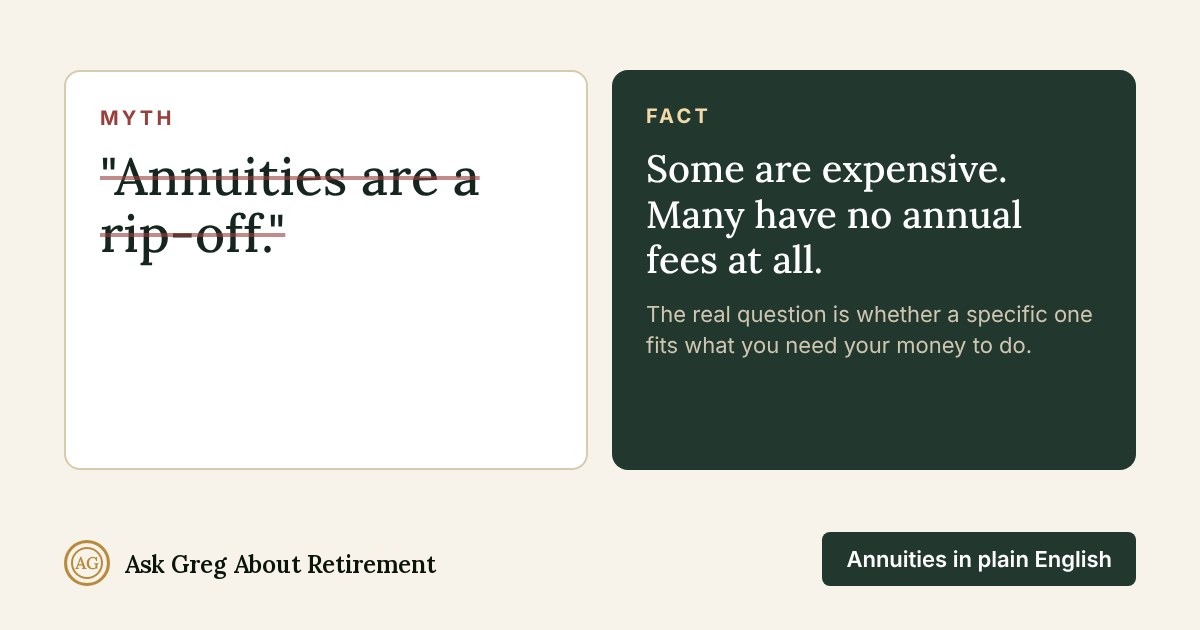 MYTH
"Annuities are a
rip-off."
FACT
Some are expensive.
Many have no annual
fees at all.
The real question is whether a specific one
fits what you need your money to do.
AG
Ask Greg About Retirement
Annuities in plain English